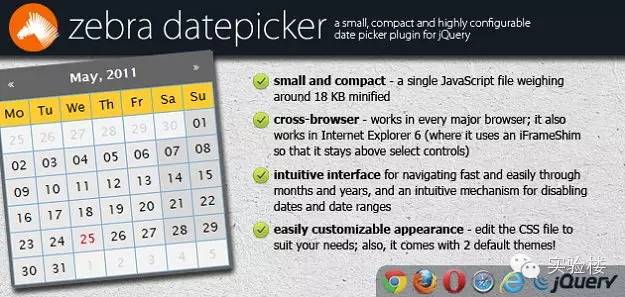 zebra datepicker
a small, compact and highly configurable
date picker plugin for jQuery
« May, 2011 »
Mo Tu We Th Fr Sa Su
25 26 27 28 29 30 01
02 03 04 05 06 07 08
09 10 11 12 13 14 15
16 17 18 19 20 21 22
23 24 25 26 27 28 29
30 31 1 2 3 4 5
small and compact - a single JavaScript file weighing
around 18 KB minified
cross-browser - works in every major browser; it also
works in Internet Explorer 6 (where it uses an iFrameShim
so that it stays above select controls)
intuitive interface for navigating fast and easily through
months and years, and an intuitive mechanism for disabling
dates and date ranges
easily customizable appearance - edit the CSS file to
suit your needs; also, it comes with 2 default themes!
实验楼
jQuery